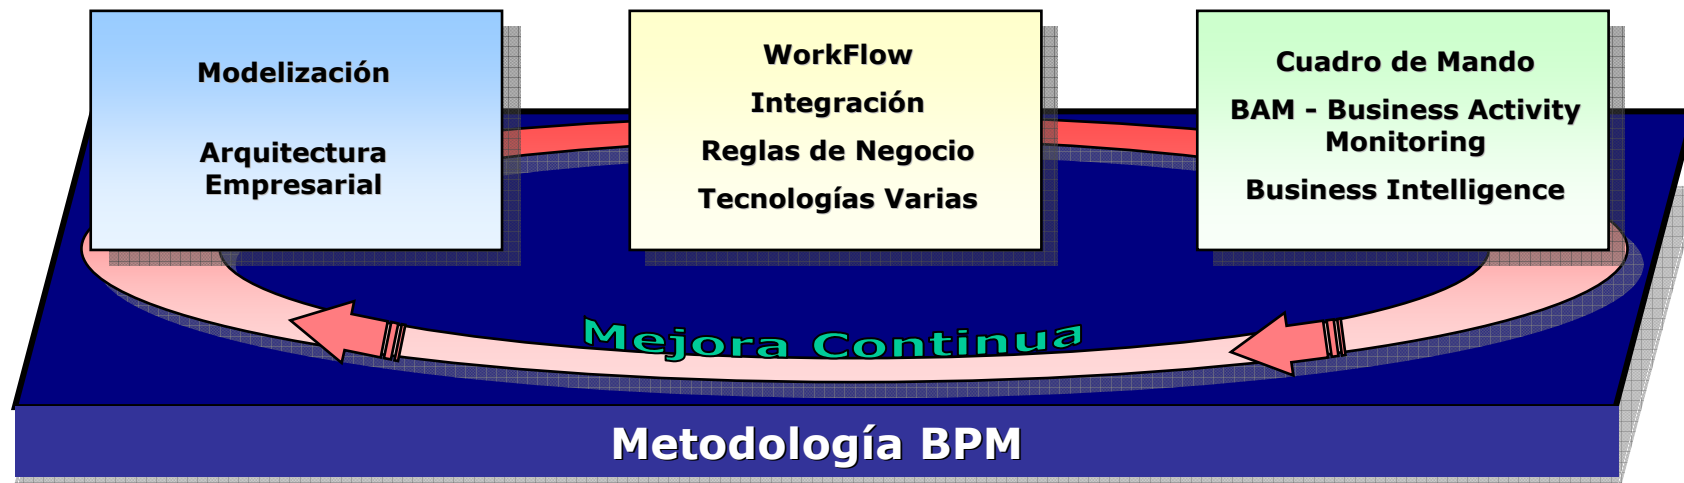 Modelización
Arquitectura
Empresarial
WorkFlow
Integración
Reglas de Negocio
Tecnologías Varias
Cuadro de Mando
BAM - Business Activity
Monitoring
Business Intelligence
Mejora Continua
Metodología BPM